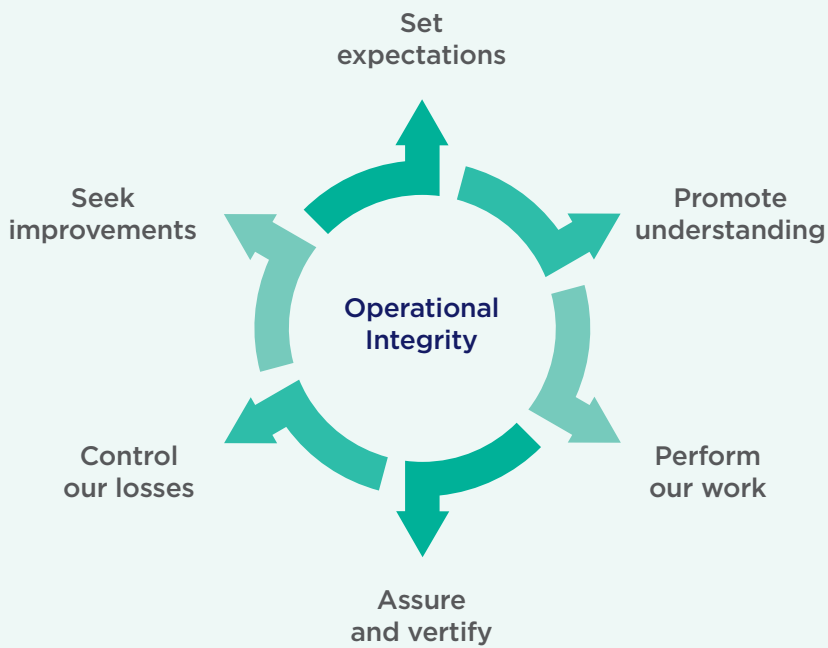 Set
expectations
Promote
understanding
Perform
our work
Assure
and vertify
Control
our losses
Seek
improvements
Operational
Integrity